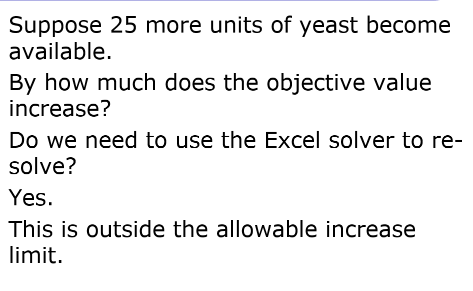 Suppose 25 more units of yeast become
available.
By how much does the objective value
increase?
Do we need to use the Excel solver to re-
solve?
Yes.
This is outside the allowable increase
limit.